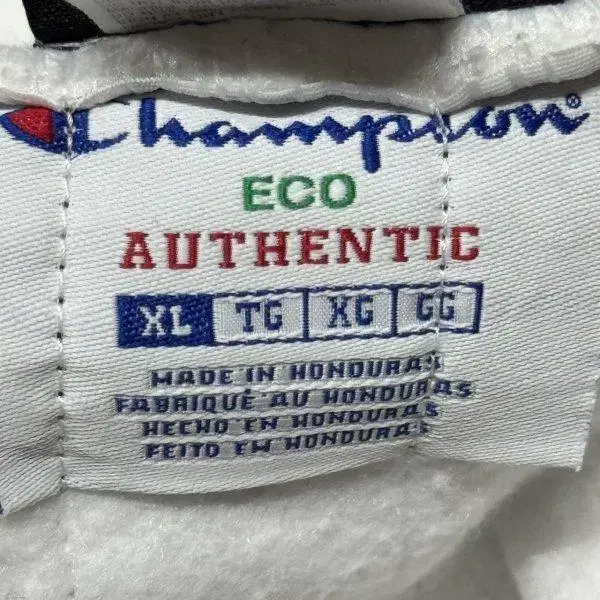 Champion®
ECO
AUTHENTIC
XL TG XG GG
MADE IN HONDURAS
FABRIQUÉ AU HONDURAS
HECHO EN HONDURAS
FEITO EM HONDURAS